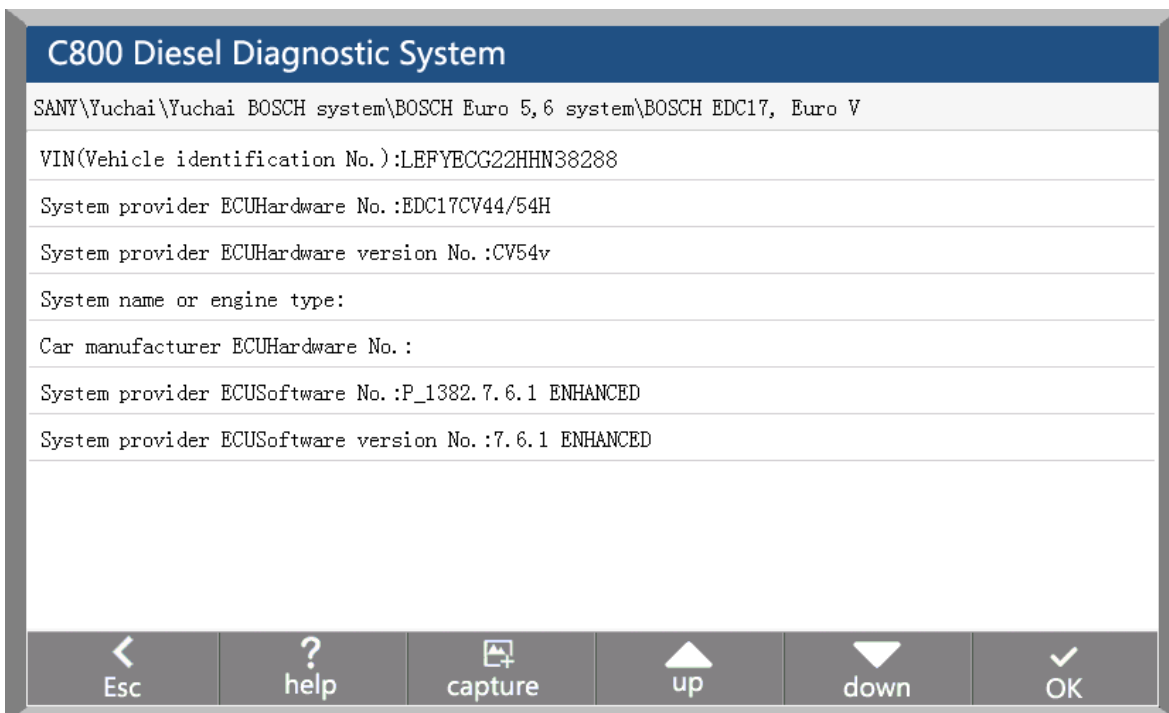 C800 Diesel Diagnostic System
SANY\Yuchai\Yuchai BOSCH system\BOSCH Euro 5,6 system\BOSCH EDC17, Euro V
VIN(Vehicle identification No.):LEFYECG22HHN38288
System provider ECUHardware No.:EDC17CV44/54H
System provider ECUHardware version No.:CV54v
System name or engine type:
Car manufacturer ECUHardware No.:
System provider ECUSoftware No.:P_1382.7.6.1 ENHANCED
System provider ECUSoftware version No.:7.6.1 ENHANCED
Esc
? help
capture
up
down
OK